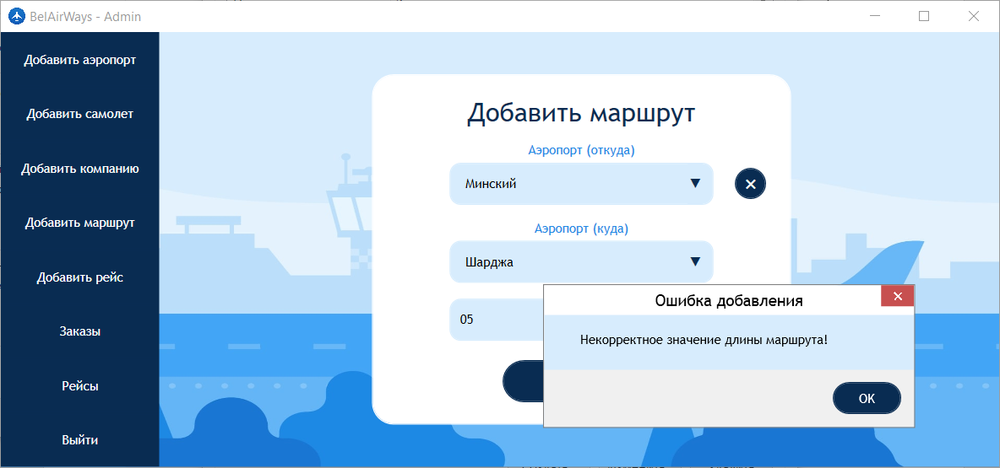 BelAirWays - Admin
Добавить аэропорт
Добавить самолет
Добавить компанию
Добавить маршрут
Добавить рейс
Заказы
Рейсы
Выйти
Добавить маршрут
Аэропорт (откуда)
Минский
Аэропорт (куда)
Шарджа
05
Ошибка добавления
Некорректное значение длины маршрута!
OK